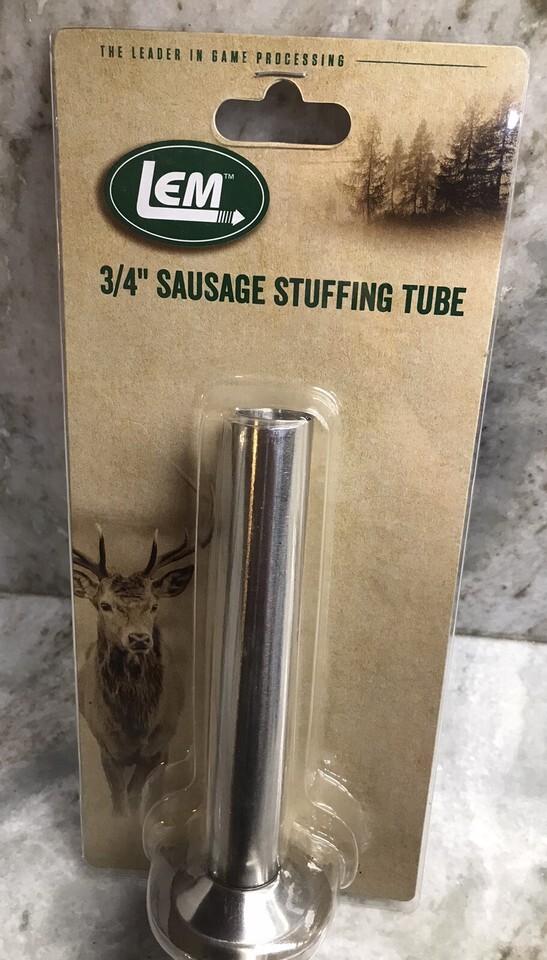 THE LEADER IN GAME PROCESSING
LEM™
3/4" SAUSAGE STUFFING TUBE